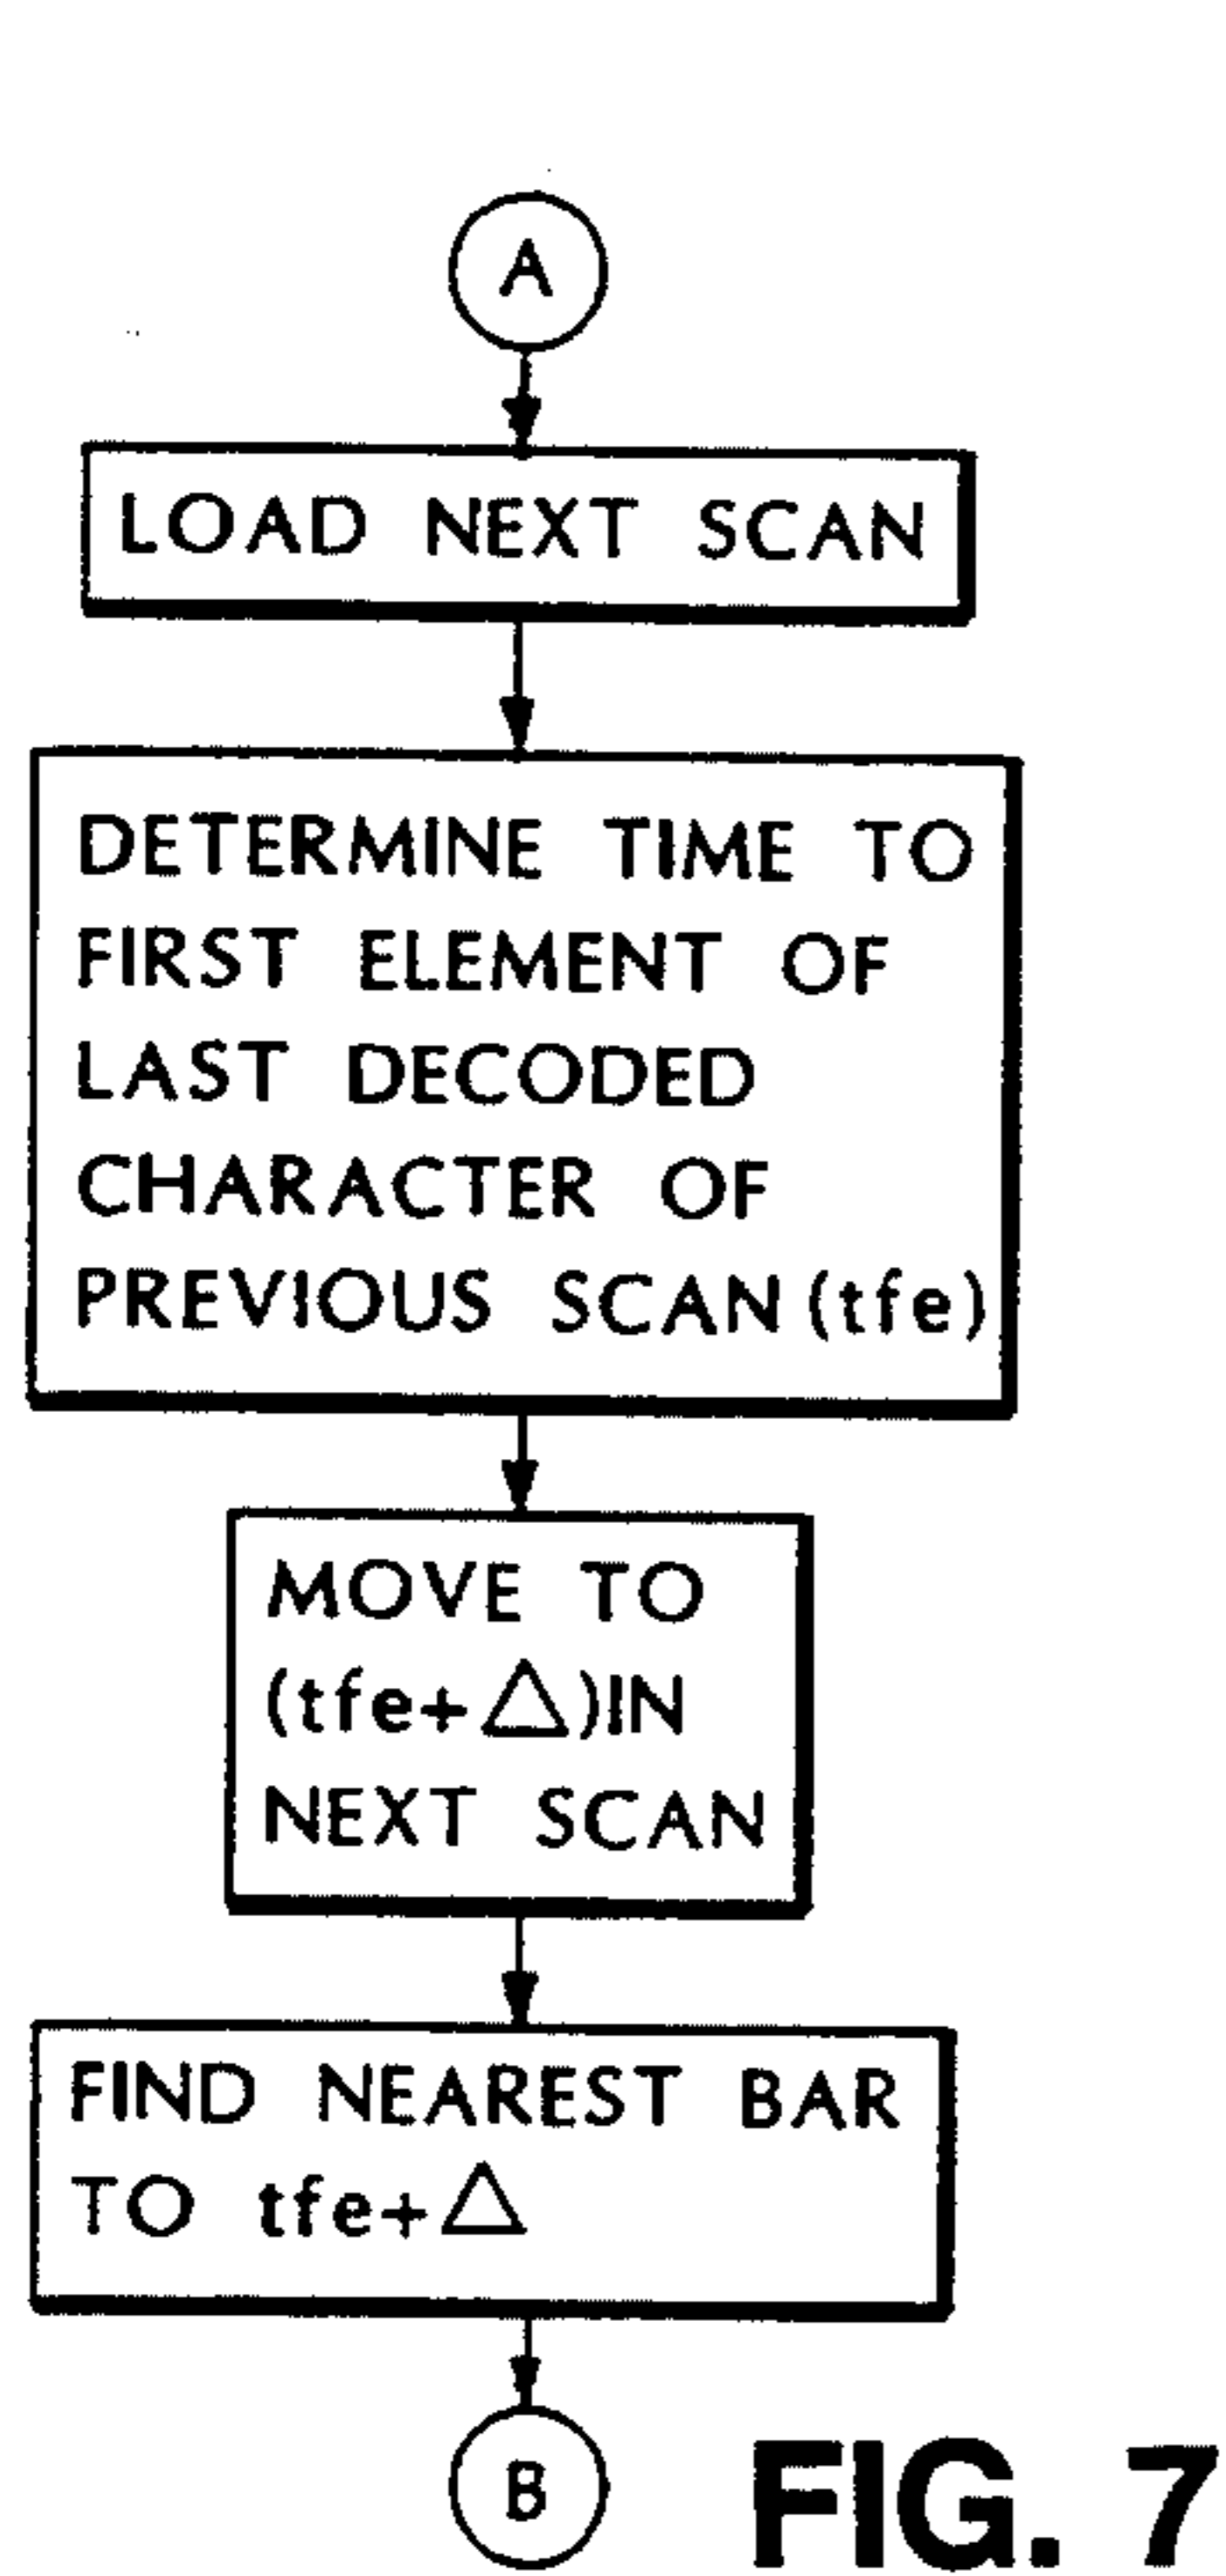 A
LOAD NEXT SCAN
DETERMINE TIME TO
FIRST ELEMENT OF
LAST DECODED
CHARACTER OF
PREVIOUS SCAN (tfe)
MOVE TO
(tfe+△)IN
NEXT SCAN
FIND NEAREST BAR
TO tfe+△
B
FIG. 7